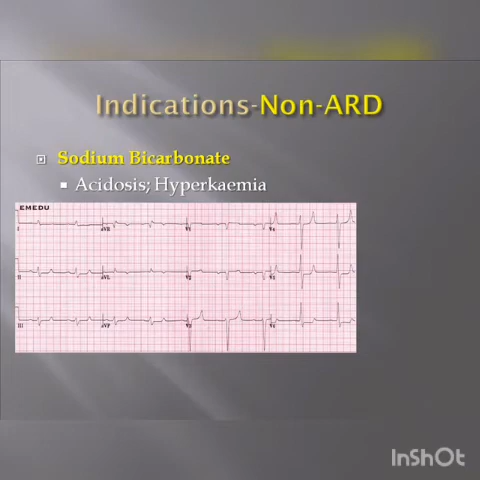 Indications-Non-ARD
Sodium Bicarbonate
Acidosis; Hyperkaemia
EMEDU
I aVR V1 V4
II aVL V2 V5
III aVF V3 V6
InShOt